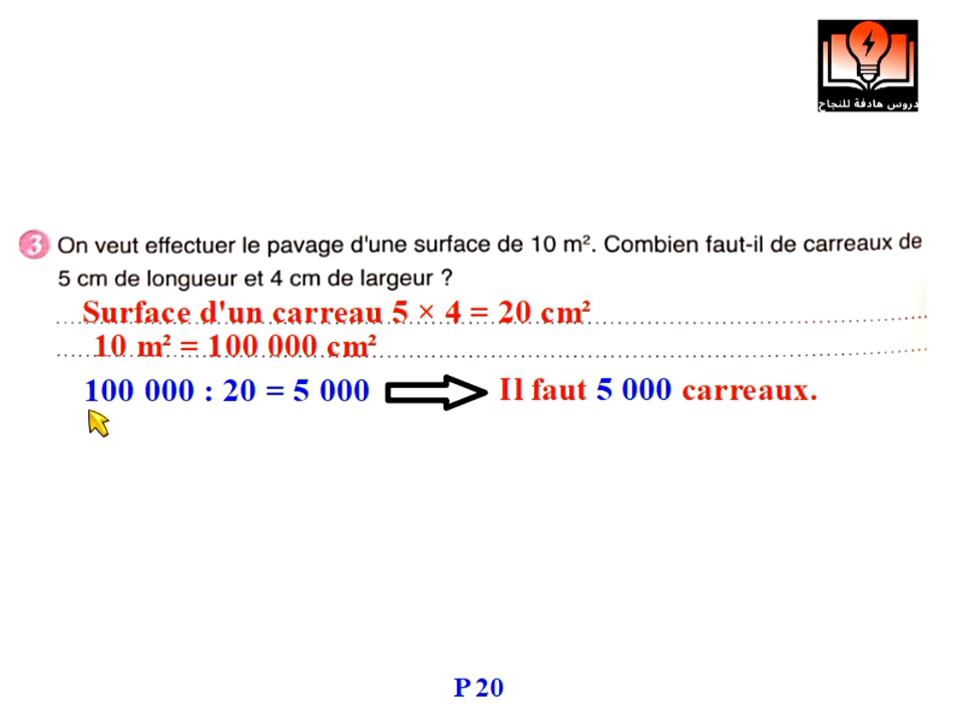 دروس هادفة للنجاح
3 On veut effectuer le pavage d'une surface de 10 m². Combien faut-il de carreaux de
5 cm de longueur et 4 cm de largeur ?
Surface d'un carreau 5 × 4 = 20 cm²
10 m² = 100 000 cm²
100 000 : 20 = 5 000 Il faut 5 000 carreaux.
P 20